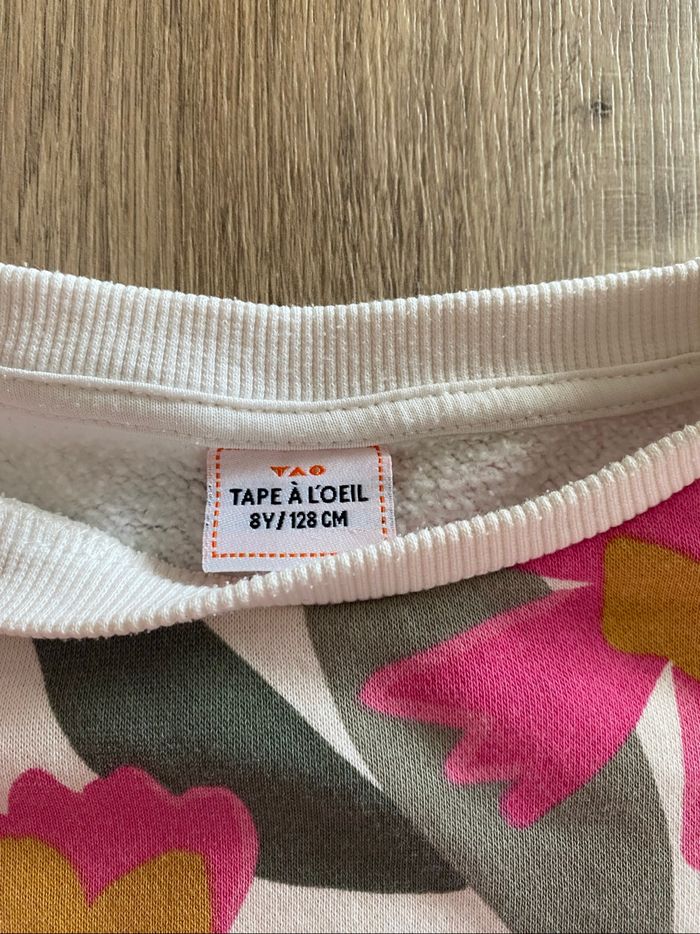 TAO
TAPE À L'OEIL
8Y/128 CM